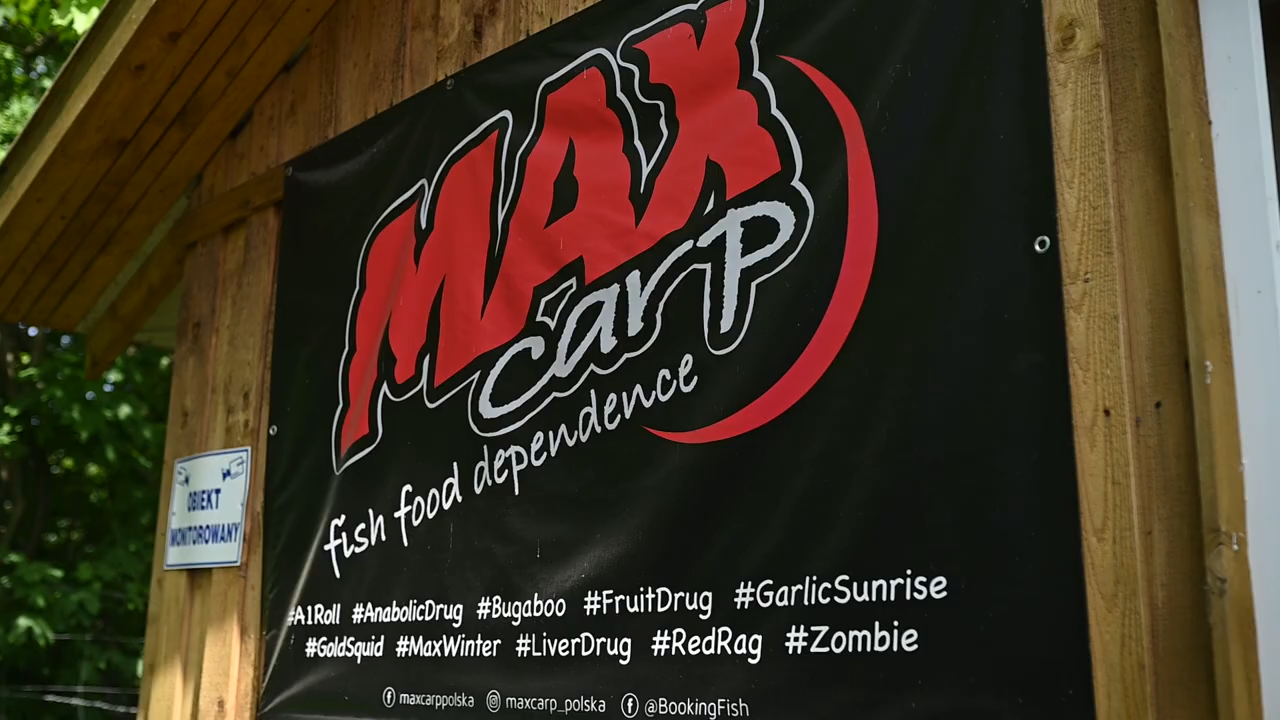 MAX
carp
fish food dependence
OBIEKT
MONITOROWANY
#A1Roll #AnabolicDrug #Bugaboo #FruitDrug #GarlicSunrise
#GoldSquid #MaxWinter #LiverDrug #RedRag #Zombie
maxcarppolska maxcarp_polska @BookingFish